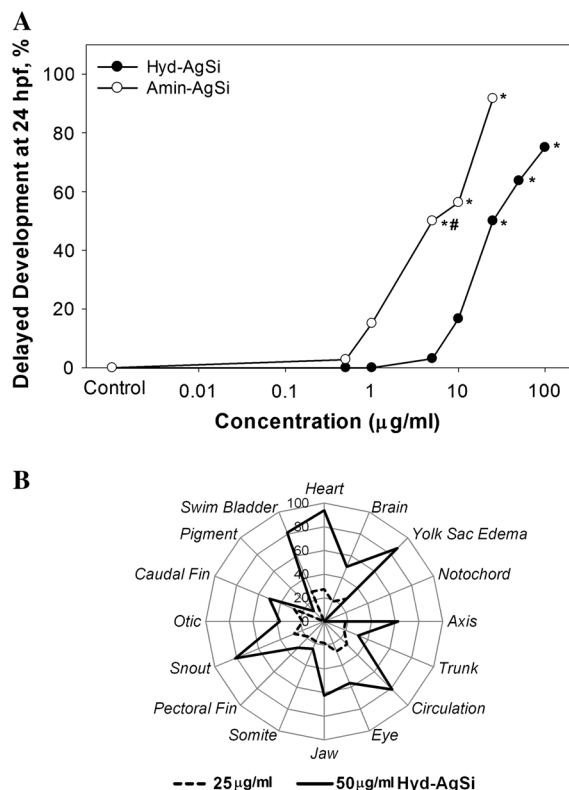 A
Delayed Development at 24 hpf, %
100
80
60
40
20
0
Hyd-AgSi
Amin-AgSi
*
*
*#
*
*
*
*
Control
0.01
0.1
1
10
100
Concentration (μg/ml)
B
Heart
Brain
Yolk Sac Edema
Notochord
Axis
Trunk
Circulation
Eye
Jaw
Somite
Pectoral Fin
Snout
Otic
Caudal Fin
Pigment
Swim Bladder
100
80
60
40
20
0
25μg/ml
50μg/ml Hyd-AgSi